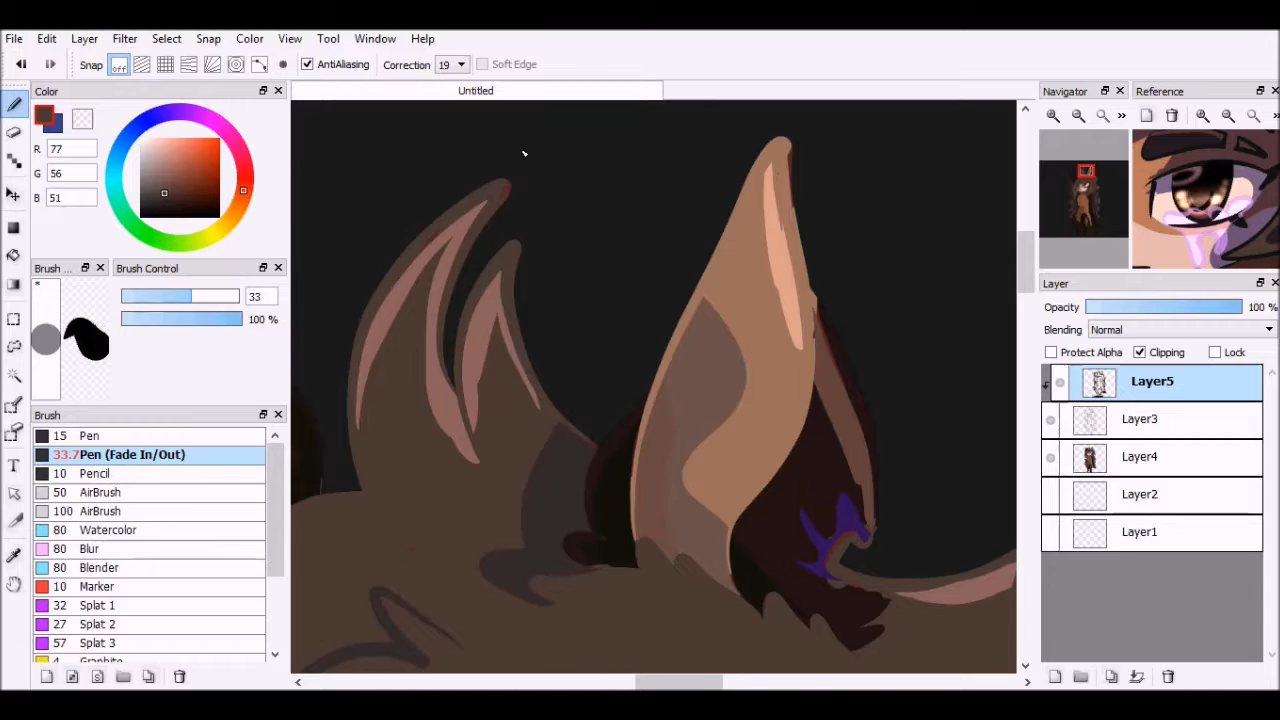 File Edit Layer Filter Select Snap Color View Tool Window Help
Snap off AntiAliasing Correction 19 Soft Edge
Color
Untitled
Navigator
Reference
R 77
G 56
B 51
Brush ...
Brush Control
*
33
100 %
Layer
Opacity 100 %
Blending Normal
Protect Alpha Clipping Lock
Layer5
Layer3
Layer4
Layer2
Layer1
Brush
15 Pen
33.7 Pen (Fade In/Out)
10 Pencil
50 AirBrush
100 AirBrush
80 Watercolor
80 Blur
80 Blender
10 Marker
32 Splat 1
27 Splat 2
57 Splat 3
4 Graphite
T